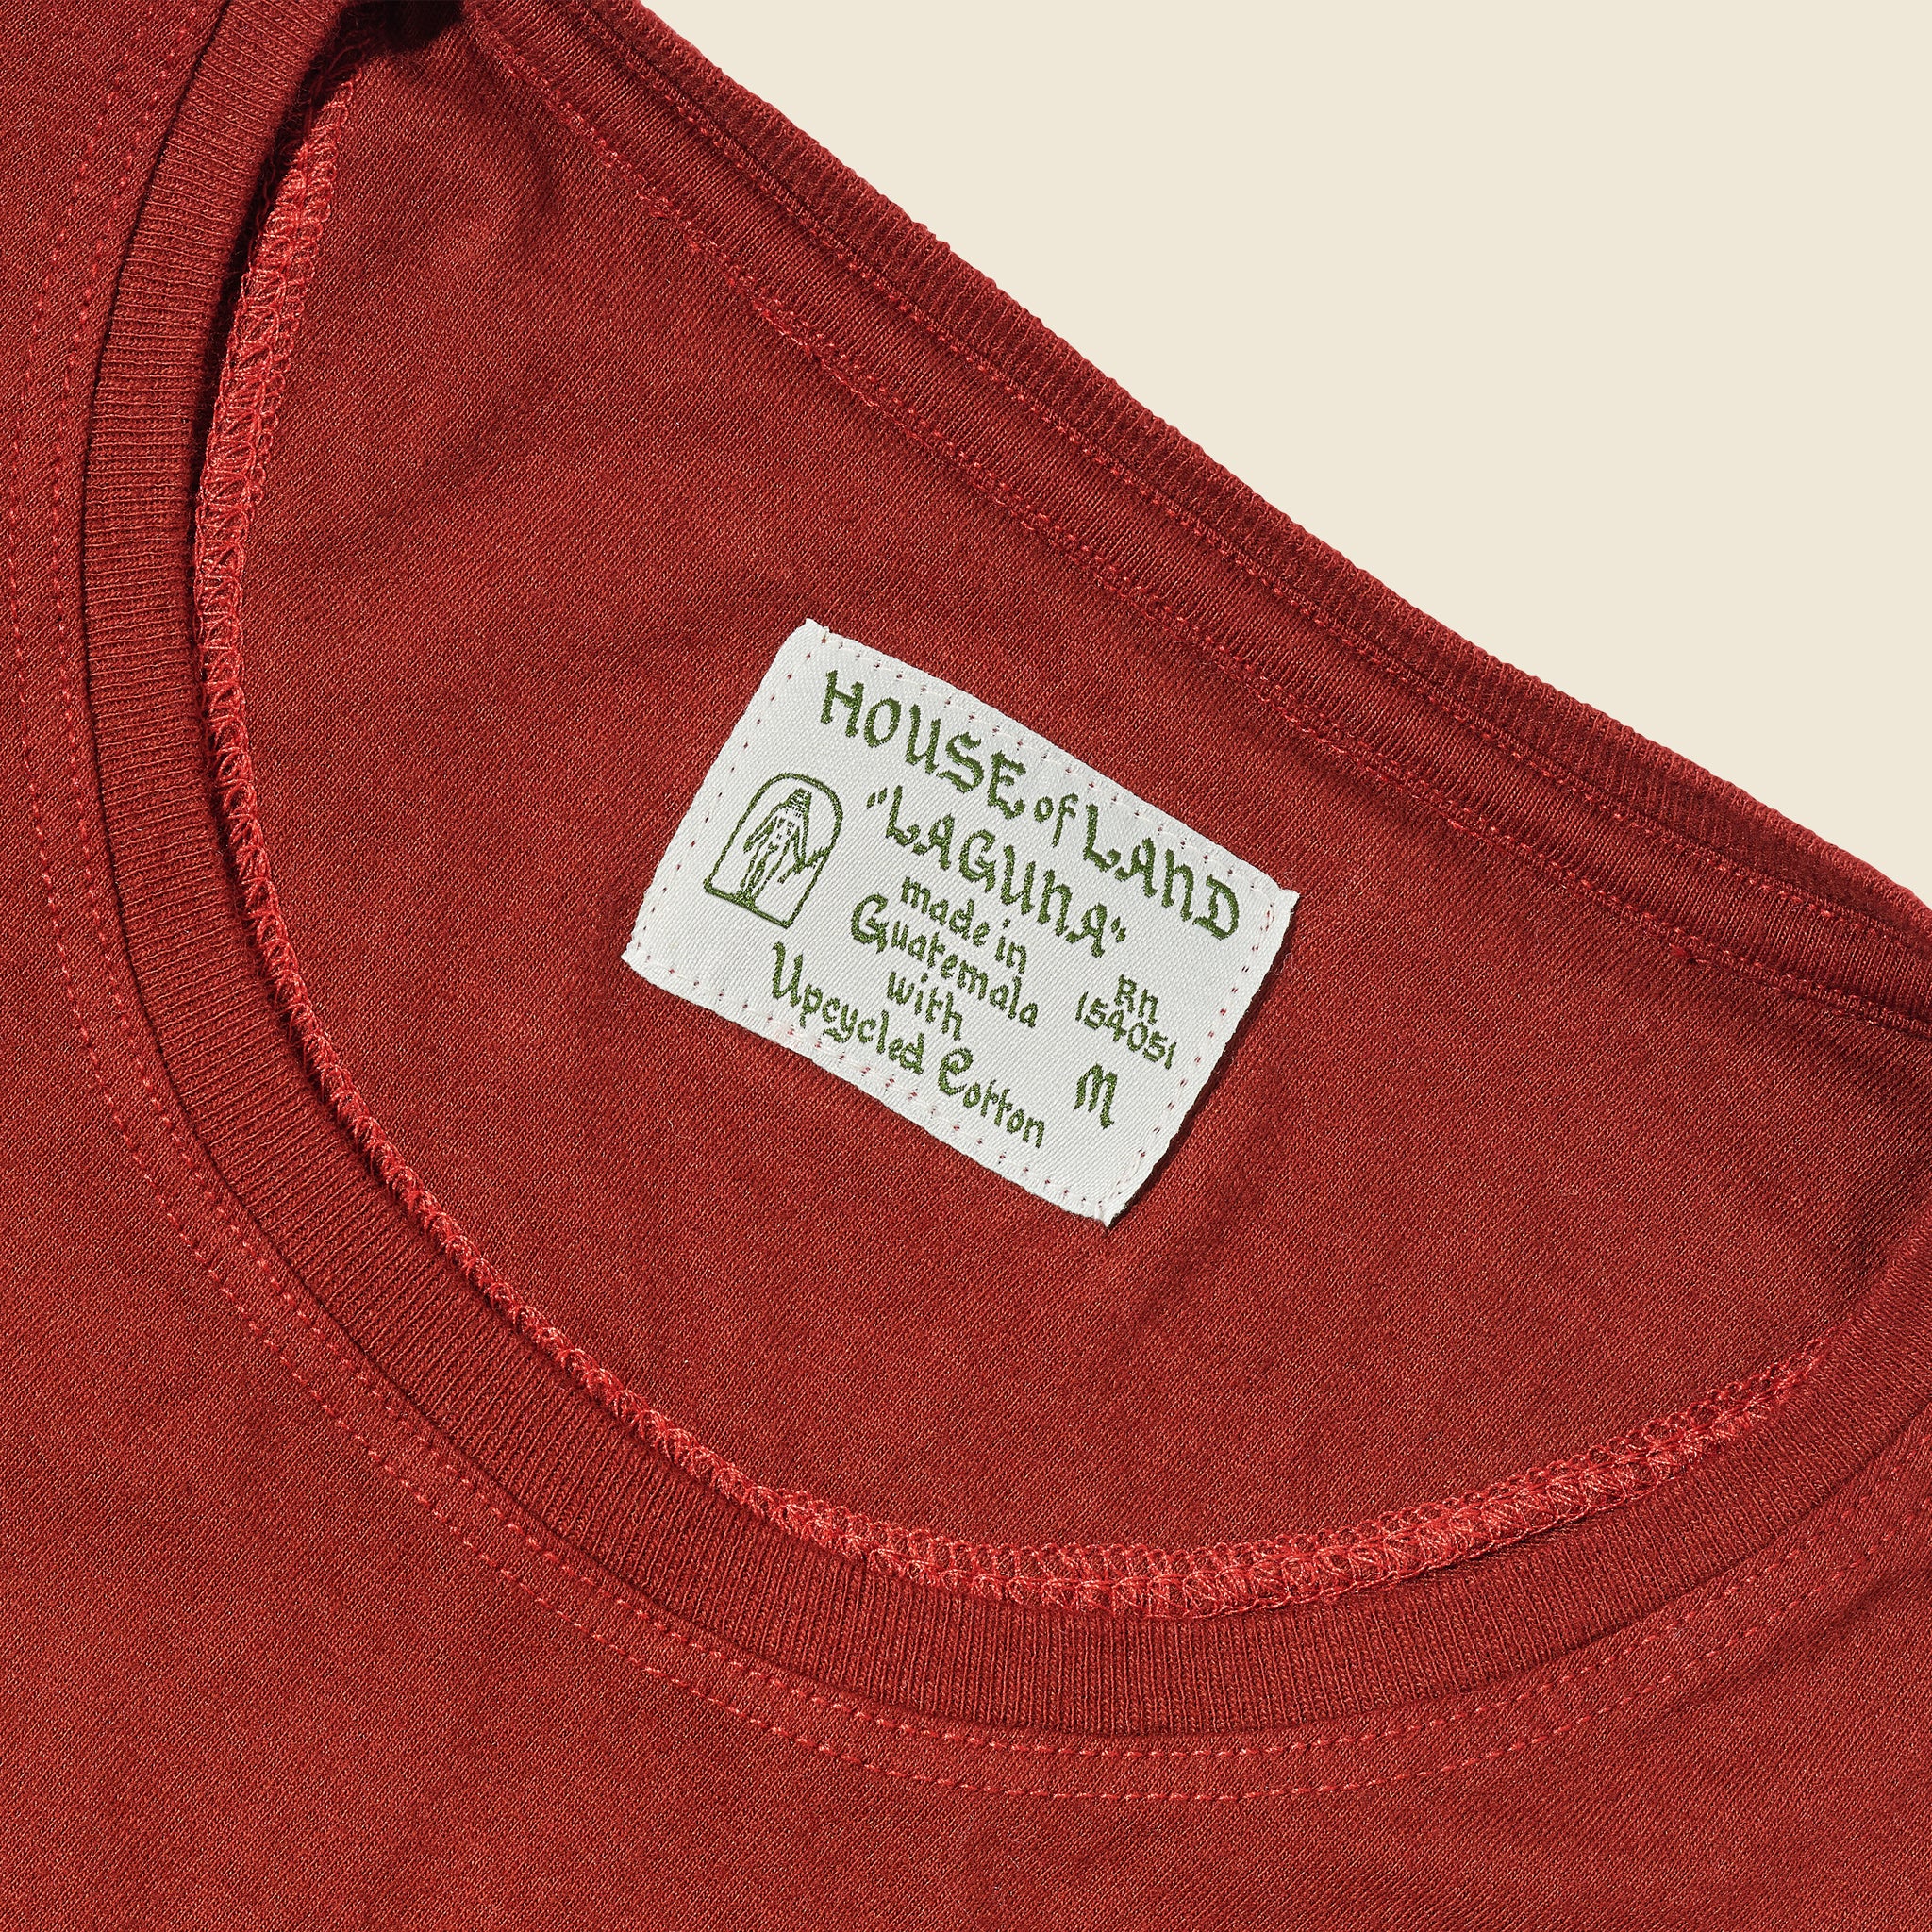 HOUSE of LAND
"LAGUNA"
made in
Guatemala
with
Upcycled Cotton
RN
154051
M